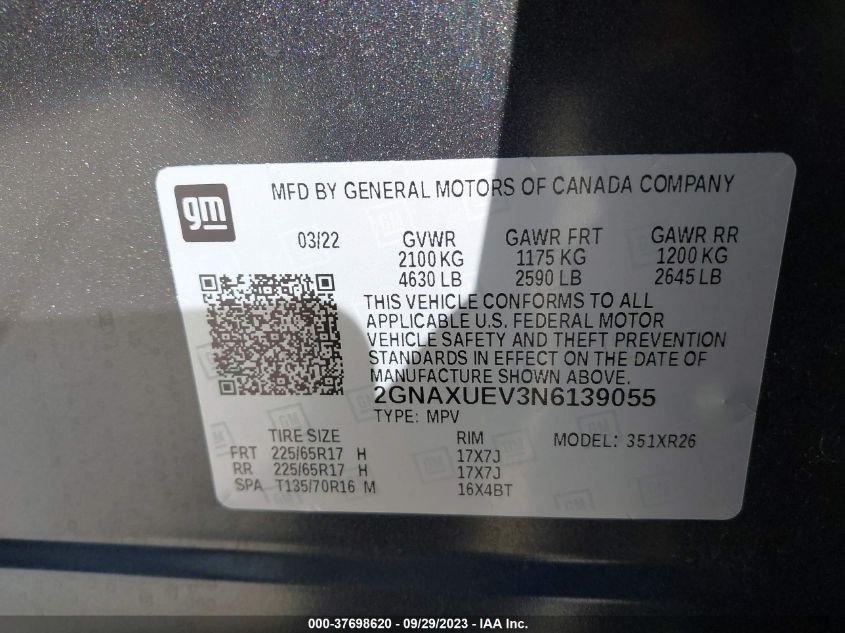 gm
MFD BY GENERAL MOTORS OF CANADA COMPANY
03/22 GVWR GAWR FRT GAWR RR
2100 KG 1175 KG 1200 KG
4630 LB 2590 LB 2645 LB
THIS VEHICLE CONFORMS TO ALL
APPLICABLE U.S. FEDERAL MOTOR
VEHICLE SAFETY AND THEFT PREVENTION
STANDARDS IN EFFECT ON THE DATE OF
MANUFACTURE SHOWN ABOVE.
2GNAXUEV3N6139055
TYPE: MPV
TIRE SIZE RIM MODEL: 351XR26
FRT 225/65R17 H 17X7J
RR 225/65R17 H 17X7J
SPA T135/70R16 M 16X4BT
000-37698620 / 09/29/2023 - IAA Inc.